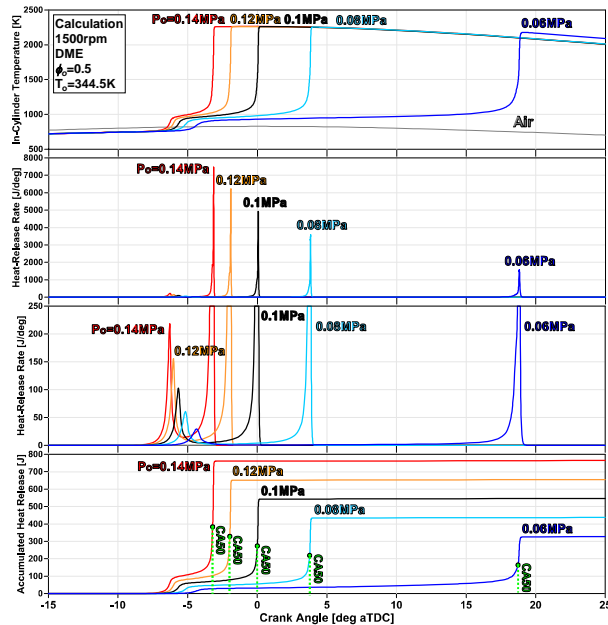 Calculation
1500rpm
DME
ϕo=0.5
To=344.5K
Po=0.14MPa
0.12MPa
0.1MPa
0.08MPa
0.06MPa
Air
In-Cylinder Temperature [K]
2500
2000
1500
1000
500
Po=0.14MPa
0.12MPa
0.1MPa
0.08MPa
0.06MPa
Heat-Release Rate [J/deg]
8000
7000
6000
5000
4000
3000
2000
1000
0
Po=0.14MPa
0.12MPa
0.1MPa
0.08MPa
0.06MPa
Heat-Release Rate [J/deg]
250
200
150
100
50
0
Po=0.14MPa
0.12MPa
0.1MPa
0.08MPa
0.06MPa
CA50
CA50
CA50
CA50
CA50
Accumulated Heat Release [J]
800
700
600
500
400
300
200
100
0
-15 -10 -5 0 5 10 15 20 25
Crank Angle [deg aTDC]